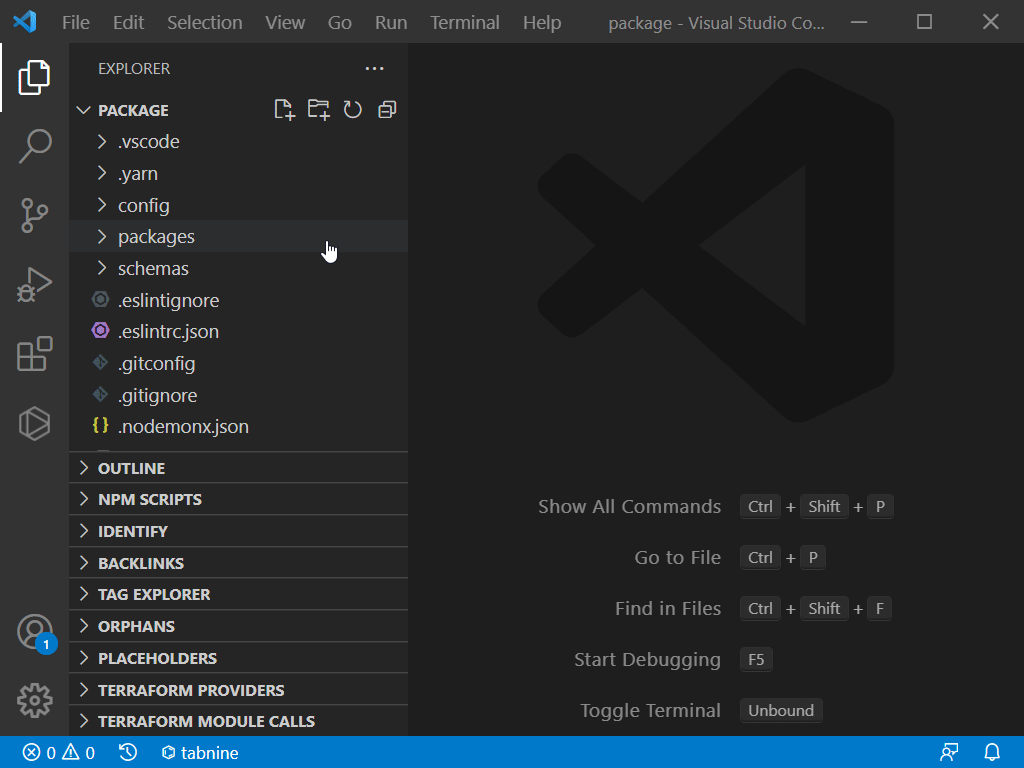 File Edit Selection View Go Run Terminal Help package - Visual Studio Co...
EXPLORER
PACKAGE
.vscode
.yarn
config
packages
schemas
.eslintignore
.eslintrc.json
.gitconfig
.gitignore
{} .nodemonx.json
OUTLINE
NPM SCRIPTS
IDENTIFY
BACKLINKS
TAG EXPLORER
ORPHANS
PLACEHOLDERS
TERRAFORM PROVIDERS
TERRAFORM MODULE CALLS
Show All Commands Ctrl + Shift + P
Go to File Ctrl + P
Find in Files Ctrl + Shift + F
Start Debugging F5
Toggle Terminal Unbound
1
0 0 tabnine